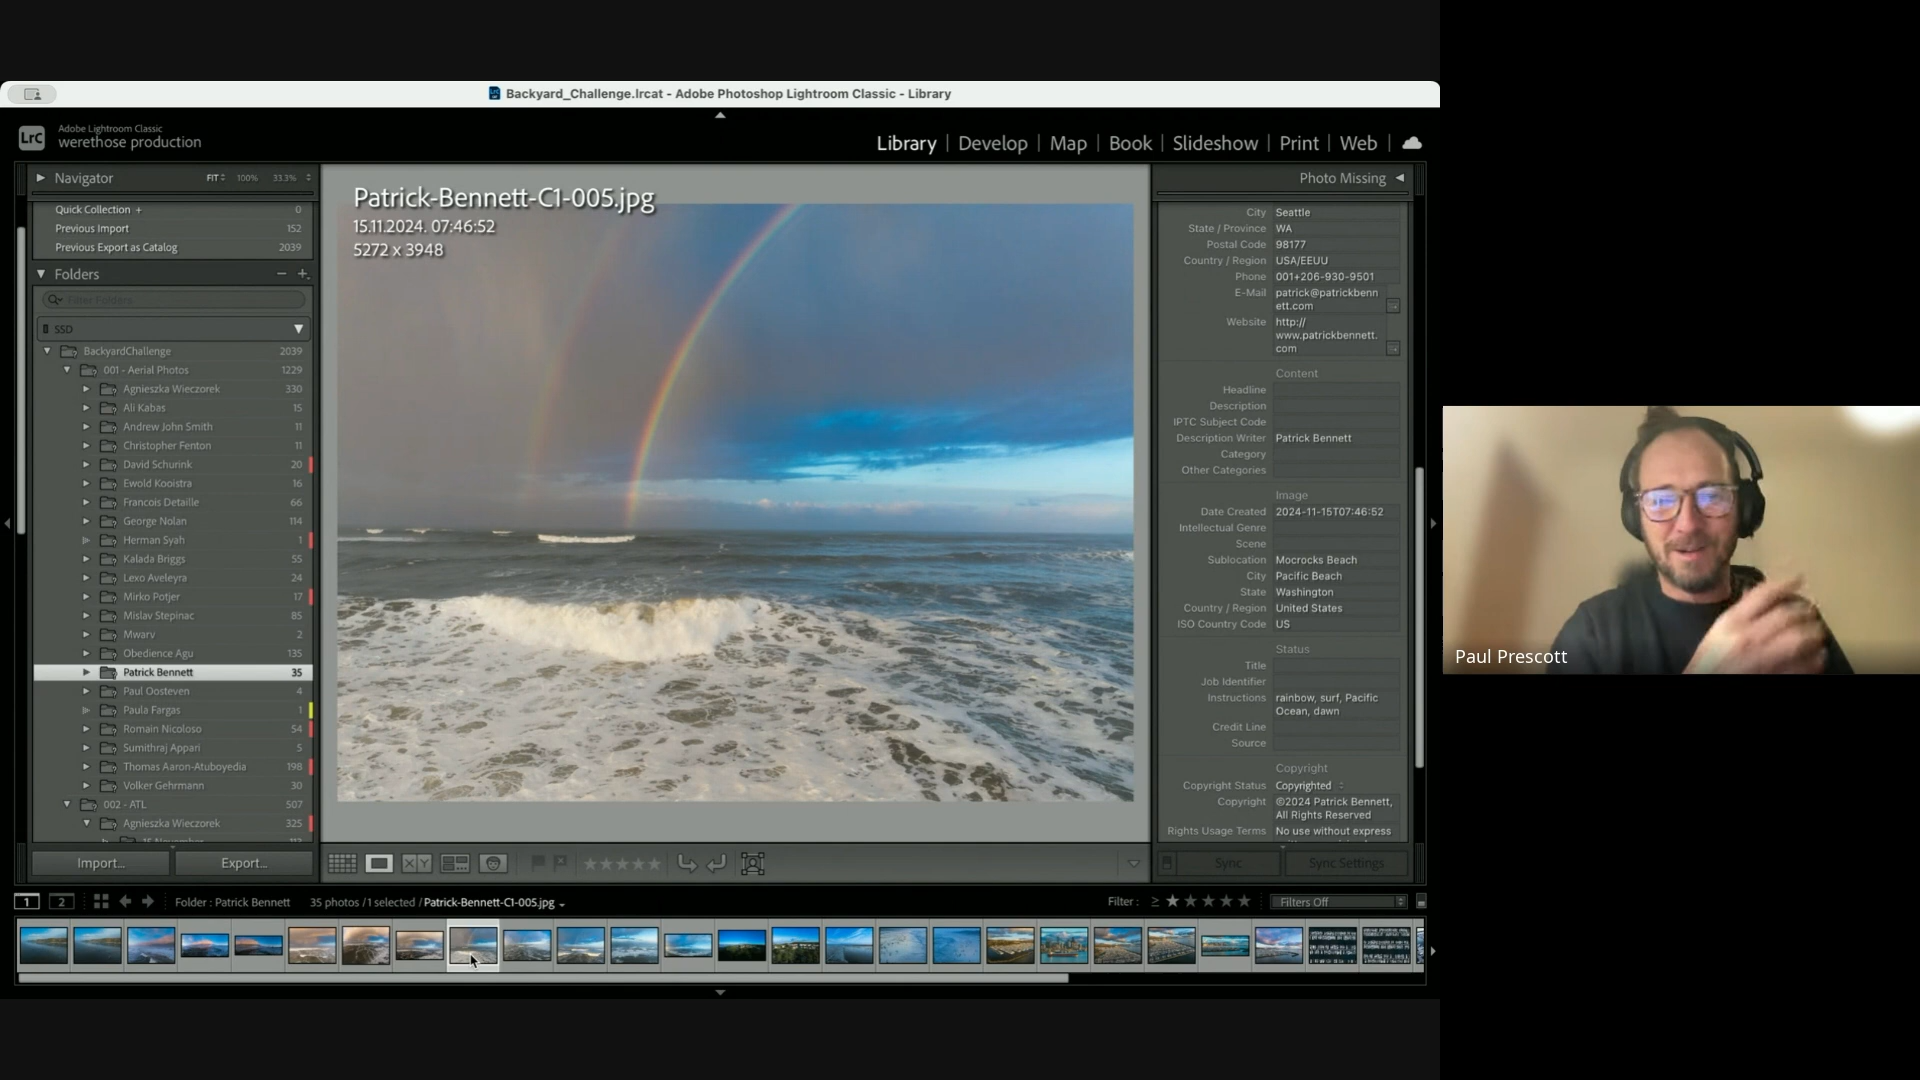 Backyard_Challenge.lrcat - Adobe Photoshop Lightroom Classic - Library
LrC
Adobe Lightroom Classic
werethose production
Library | Develop | Map | Book | Slideshow | Print | Web |
Navigator FIT 100% 33.3%
Quick Collection + 0
Previous Import 152
Previous Export as Catalog 2039
Folders
Filter Folders
SSD
BackyardChallenge 2039
001 - Aerial Photos 1229
Agnieszka Wieczorek 330
Ali Kabas 15
Andrew John Smith 11
Christopher Fenton 11
David Schurink 20
Ewold Kooistra 16
Francois Detaille 66
George Nolan 114
Herman Syah 1
Kalada Briggs 55
Lexo Aveleyra 24
Mirko Potjer 17
Mislav Stepinac 85
Mwarv 2
Obedience Agu 135
Patrick Bennett 35
Paul Oosteven 4
Paula Fargas 1
Romain Nicoloso 54
Sumithraj Appari 5
Thomas Aaron-Atuboyedia 198
Volker Gehrmann 30
002 - ATL 507
Agnieszka Wieczorek 325
Import... Export...
Patrick-Bennett-C1-005.jpg
15.11.2024. 07:46:52
5272 x 3948
Photo Missing
City Seattle
State / Province WA
Postal Code 98177
Country / Region USA/EEUU
Phone 001+206-930-9501
E-Mail patrick@patrickbenn
ett.com
Website http://
www.patrickbennett.
com
Content
Headline
Description
IPTC Subject Code
Description Writer Patrick Bennett
Category
Other Categories
Image
Date Created 2024-11-15T07:46:52
Intellectual Genre
Scene
Sublocation Mocrocks Beach
City Pacific Beach
State Washington
Country / Region United States
ISO Country Code US
Status
Title
Job Identifier
Instructions rainbow, surf, Pacific
Ocean, dawn
Credit Line
Source
Copyright
Copyright Status Copyrighted
Copyright ©2024 Patrick Bennett,
All Rights Reserved
Rights Usage Terms No use without express
Sync Sync Settings
XY
1 2 Folder : Patrick Bennett 35 photos / 1 selected / Patrick-Bennett-C1-005.jpg Filter : ≥ ★★★★★ Filters Off
Paul Prescott